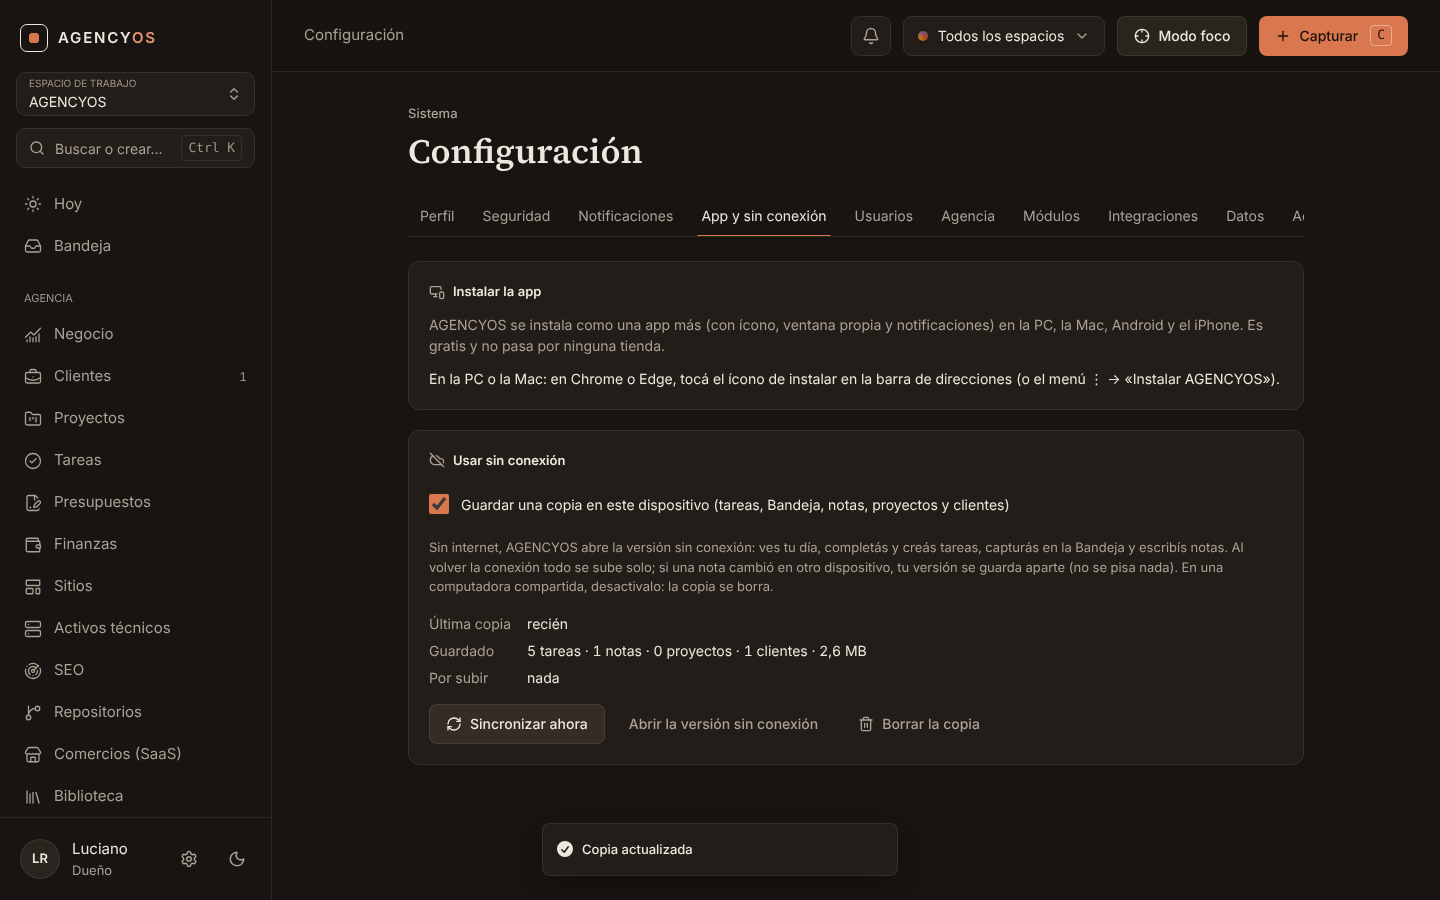 AGENCYOS
ESPACIO DE TRABAJO
AGENCYOS
Buscar o crear... Ctrl K
Hoy
Bandeja
AGENCIA
Negocio
Clientes 1
Proyectos
Tareas
Presupuestos
Finanzas
Sitios
Activos técnicos
SEO
Repositorios
Comercios (SaaS)
Biblioteca
LR
Luciano
Dueño
Configuración
Todos los espacios
Modo foco
Capturar C
Sistema
Configuración
Perfil Seguridad Notificaciones App y sin conexión Usuarios Agencia Módulos Integraciones Datos
Instalar la app
AGENCYOS se instala como una app más (con ícono, ventana propia y notificaciones) en la PC, la Mac, Android y el iPhone. Es
gratis y no pasa por ninguna tienda.
En la PC o la Mac: en Chrome o Edge, tocá el ícono de instalar en la barra de direcciones (o el menú ⋮ → «Instalar AGENCYOS»).
Usar sin conexión
Guardar una copia en este dispositivo (tareas, Bandeja, notas, proyectos y clientes)
Sin internet, AGENCYOS abre la versión sin conexión: ves tu día, completás y creás tareas, capturás en la Bandeja y escribís notas. Al
volver la conexión todo se sube solo; si una nota cambió en otro dispositivo, tu versión se guarda aparte (no se pisa nada). En una
computadora compartida, desactivalo: la copia se borra.
Última copia recién
Guardado 5 tareas · 1 notas · 0 proyectos · 1 clientes · 2,6 MB
Por subir nada
Sincronizar ahora Abrir la versión sin conexión Borrar la copia
Copia actualizada